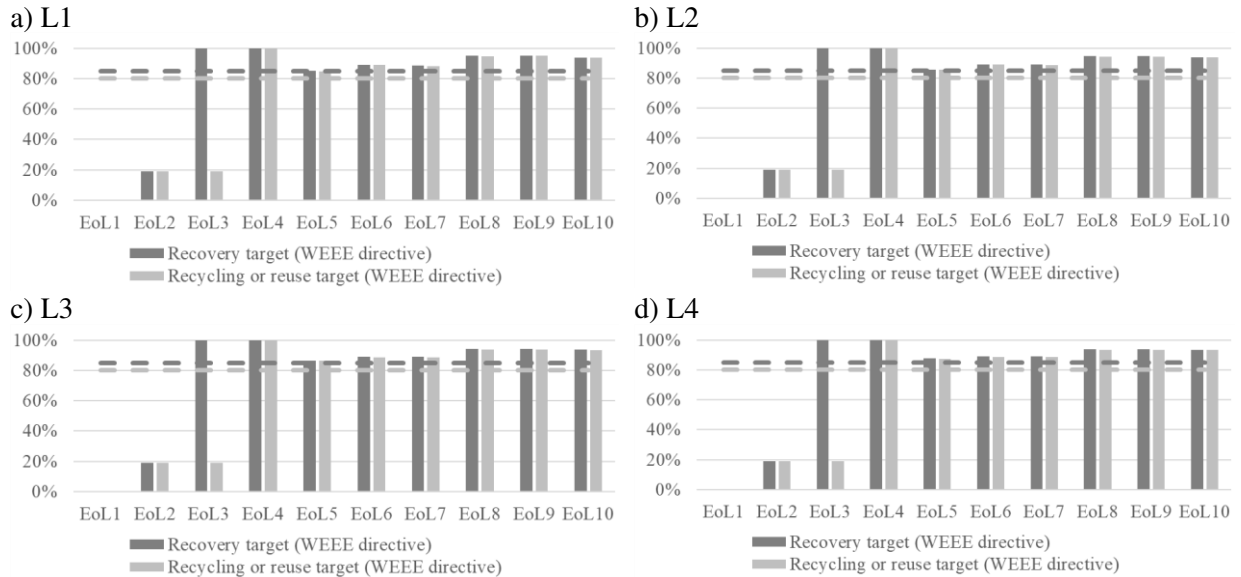 a) L1
100%
80%
60%
40%
20%
0%
EoL1 EoL2 EoL3 EoL4 EoL5 EoL6 EoL7 EoL8 EoL9 EoL10
Recovery target (WEEE directive)
Recycling or reuse target (WEEE directive)
b) L2
100%
80%
60%
40%
20%
0%
EoL1 EoL2 EoL3 EoL4 EoL5 EoL6 EoL7 EoL8 EoL9 EoL10
Recovery target (WEEE directive)
Recycling or reuse target (WEEE directive)
c) L3
100%
80%
60%
40%
20%
0%
EoL1 EoL2 EoL3 EoL4 EoL5 EoL6 EoL7 EoL8 EoL9 EoL10
Recovery target (WEEE directive)
Recycling or reuse target (WEEE directive)
d) L4
100%
80%
60%
40%
20%
0%
EoL1 EoL2 EoL3 EoL4 EoL5 EoL6 EoL7 EoL8 EoL9 EoL10
Recovery target (WEEE directive)
Recycling or reuse target (WEEE directive)